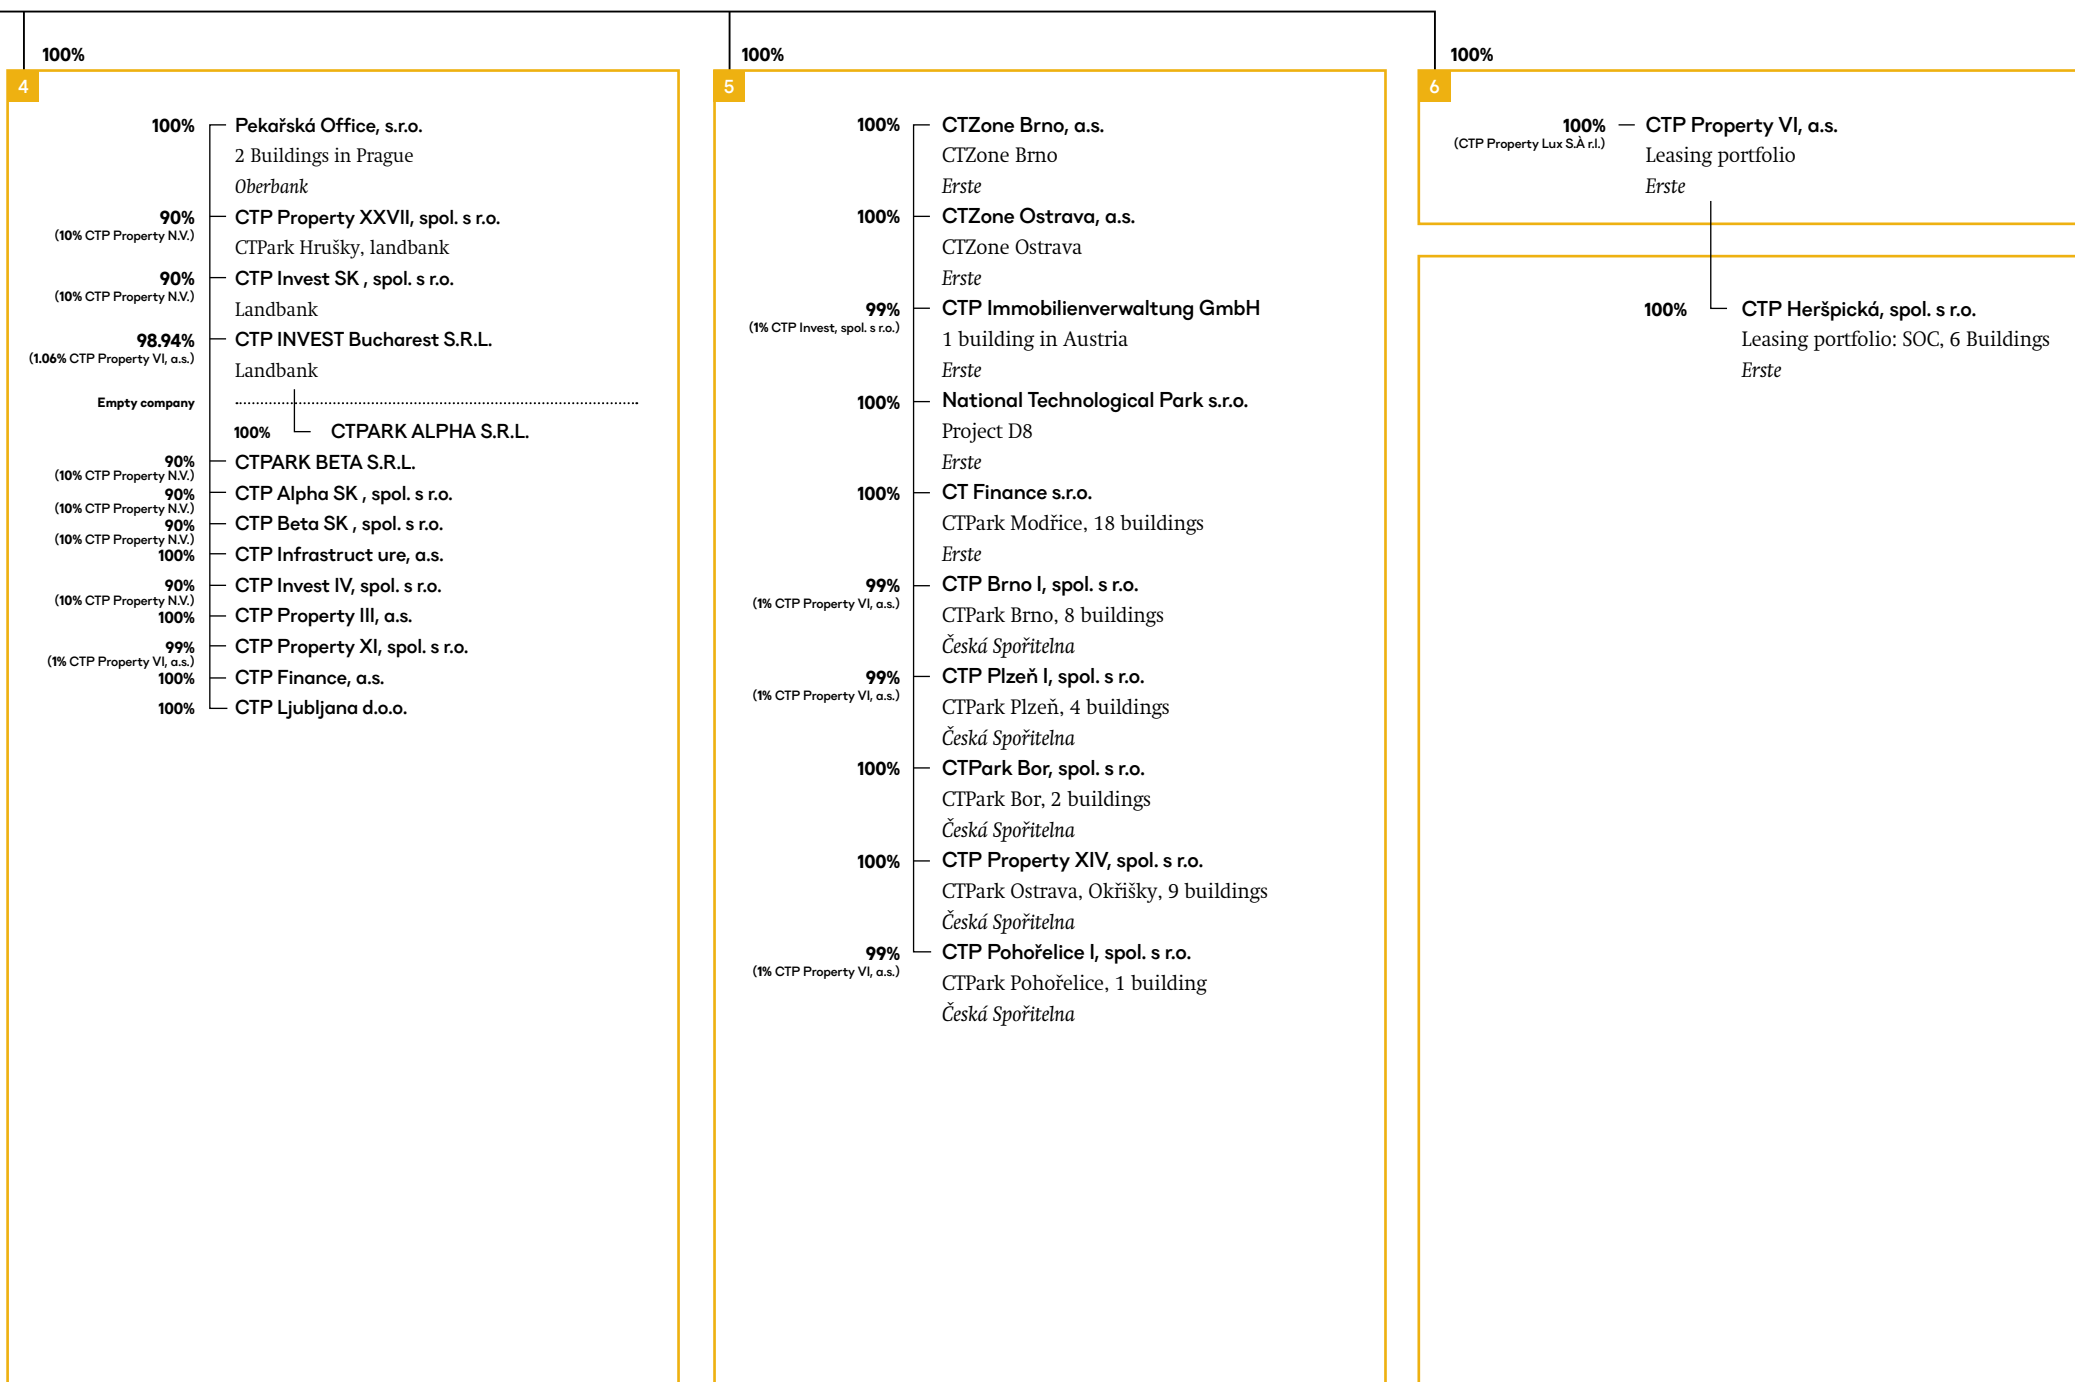 100%
4
100% Pekařská Office, s.r.o.
2 Buildings in Prague
Oberbank
90% CTP Property XXVII, spol. s r.o.
(10% CTP Property N.V.)
CTPark Hrušky, landbank
90% CTP Invest SK , spol. s r.o.
(10% CTP Property N.V.)
Landbank
98.94% CTP INVEST Bucharest S.R.L.
(1.06% CTP Property VI, a.s.)
Landbank
Empty company
100% CTPARK ALPHA S.R.L.
90% CTPARK BETA S.R.L.
(10% CTP Property N.V.)
90% CTP Alpha SK , spol. s r.o.
(10% CTP Property N.V.)
90% CTP Beta SK , spol. s r.o.
(10% CTP Property N.V.)
100% CTP Infrastruct ure, a.s.
90% CTP Invest IV, spol. s r.o.
(10% CTP Property N.V.)
100% CTP Property III, a.s.
99% CTP Property XI, spol. s r.o.
(1% CTP Property VI, a.s.)
100% CTP Finance, a.s.
100% CTP Ljubljana d.o.o.
100%
5
100% CTZone Brno, a.s.
CTZone Brno
Erste
100% CTZone Ostrava, a.s.
CTZone Ostrava
Erste
99% CTP Immobilienverwaltung GmbH
(1% CTP Invest, spol. s r.o.)
1 building in Austria
Erste
100% National Technological Park s.r.o.
Project D8
Erste
100% CT Finance s.r.o.
CTPark Modřice, 18 buildings
Erste
99% CTP Brno I, spol. s r.o.
(1% CTP Property VI, a.s.)
CTPark Brno, 8 buildings
Česká Spořitelna
99% CTP Plzeň I, spol. s r.o.
(1% CTP Property VI, a.s.)
CTPark Plzeň, 4 buildings
Česká Spořitelna
100% CTPark Bor, spol. s r.o.
CTPark Bor, 2 buildings
Česká Spořitelna
100% CTP Property XIV, spol. s r.o.
CTPark Ostrava, Okříšky, 9 buildings
Česká Spořitelna
99% CTP Pohořelice I, spol. s r.o.
(1% CTP Property VI, a.s.)
CTPark Pohořelice, 1 building
Česká Spořitelna
100%
6
100% CTP Property VI, a.s.
(CTP Property Lux S.À r.l.)
Leasing portfolio
Erste
100% CTP Heršpická, spol. s r.o.
Leasing portfolio: SOC, 6 Buildings
Erste